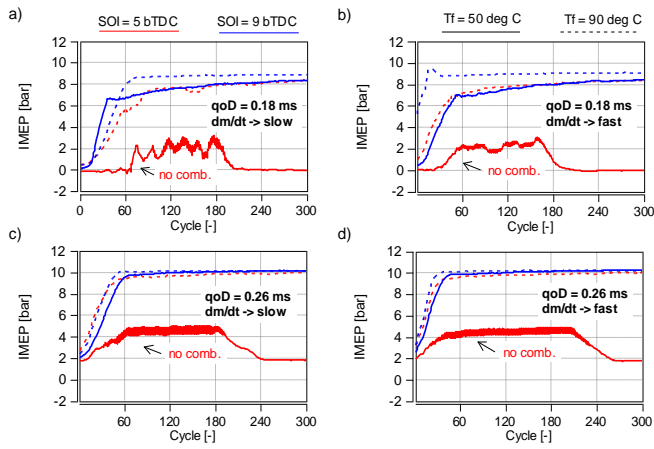 a) SOI = 5 bTDC SOI = 9 bTDC b) Tf = 50 deg C Tf = 90 deg C
12
10
8
6
4
2
0
-2
IMEP [bar]
qoD = 0.18 ms
dm/dt -> slow
no comb.
0 60 120 180 240 300
Cycle [-]
12
10
8
6
4
2
0
-2
IMEP [bar]
qoD = 0.18 ms
dm/dt -> fast
no comb.
60 120 180 240 300
Cycle [-]
c)
12
10
8
6
4
2
0
-2
IMEP [bar]
qoD = 0.26 ms
dm/dt -> slow
no comb.
60 120 180 240 300
Cycle [-]
d)
12
10
8
6
4
2
0
-2
IMEP [bar]
qoD = 0.26 ms
dm/dt -> fast
no comb.
60 120 180 240 300
Cycle [-]